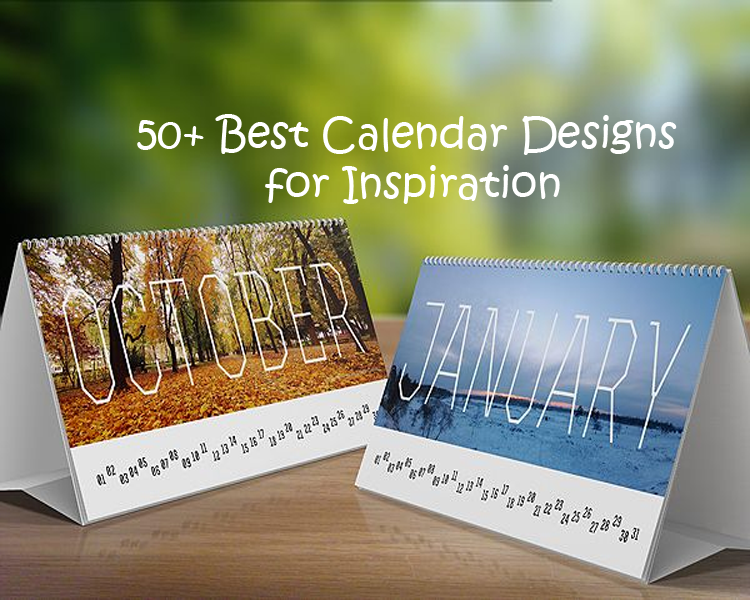 50+ Best Calendar Designs
for Inspiration
OCTOBER
01 02 03 04 05 06 07 08 09 10 11 12 13 14 15 16 17 18 19 20 21 22 23 24 25 26 27 28 29
JANUARY
01 02 03 04 05 06 07 08 09 10 11 12 13 14 15 16 17 18 19 20 21 22 23 24 25 26 27 28 29 30 31